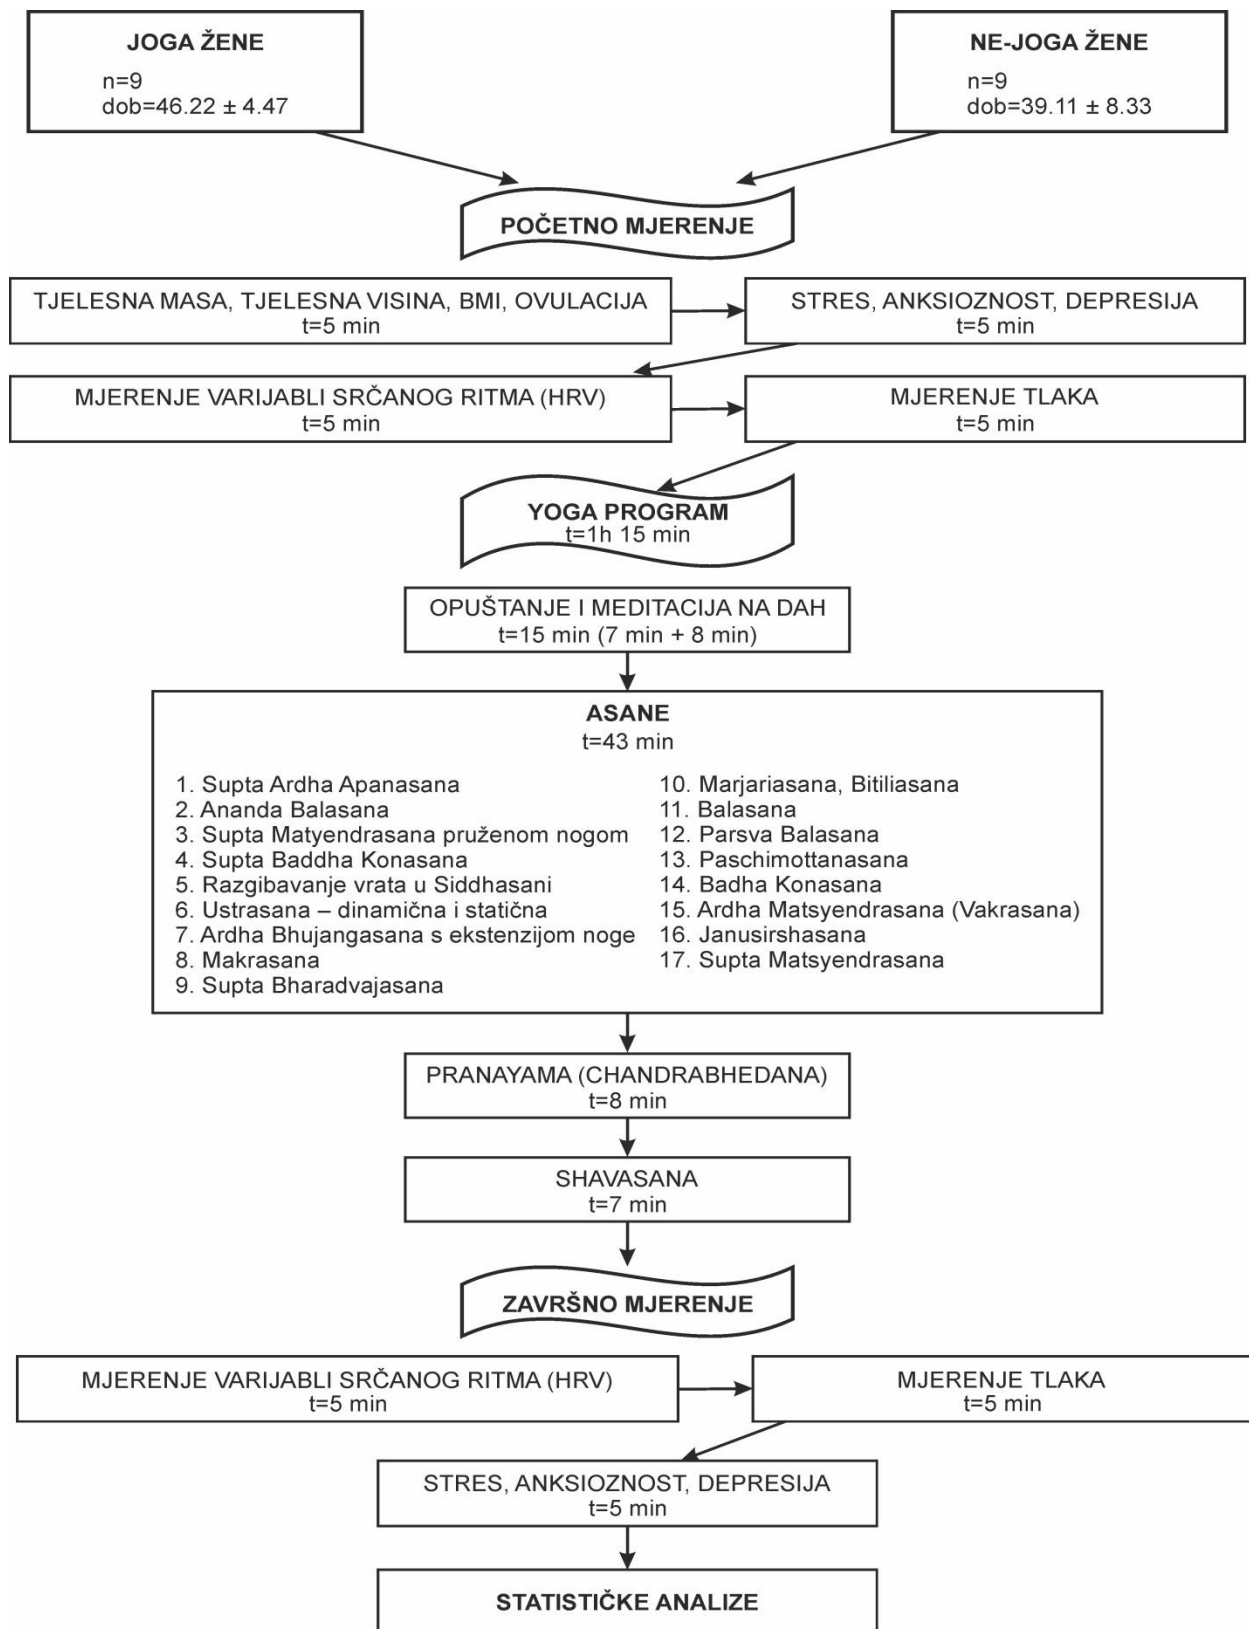 JOGA ŽENE
n=9
dob=46.22 ± 4.47
NE-JOGA ŽENE
n=9
dob=39.11 ± 8.33
POČETNO MJERENJE
TJELESNA MASA, TJELESNA VISINA, BMI, OVULACIJA
t=5 min
STRES, ANKSIOZNOST, DEPRESIJA
t=5 min
MJERENJE VARIJABLI SRČANOG RITMA (HRV)
t=5 min
MJERENJE TLAKA
t=5 min
YOGA PROGRAM
t=1h 15 min
OPUŠTANJE I MEDITACIJA NA DAH
t=15 min (7 min + 8 min)
ASANE
t=43 min
1. Supta Ardha Apanasana
2. Ananda Balasana
3. Supta Matyendrasana pruženom nogom
4. Supta Baddha Konasana
5. Razgibavanje vrata u Siddhasani
6. Ustrasana – dinamična i statična
7. Ardha Bhujangasana s ekstenzijom noge
8. Makrasana
9. Supta Bharadvajasana
10. Marjariasana, Bitiliasana
11. Balasana
12. Parsva Balasana
13. Paschimottanasana
14. Badha Konasana
15. Ardha Matsyendrasana (Vakrasana)
16. Janusirshasana
17. Supta Matsyendrasana
PRANAYAMA (CHANDRABHEDANA)
t=8 min
SHAVASANA
t=7 min
ZAVRŠNO MJERENJE
MJERENJE VARIJABLI SRČANOG RITMA (HRV)
t=5 min
MJERENJE TLAKA
t=5 min
STRES, ANKSIOZNOST, DEPRESIJA
t=5 min
STATISTIČKE ANALIZE